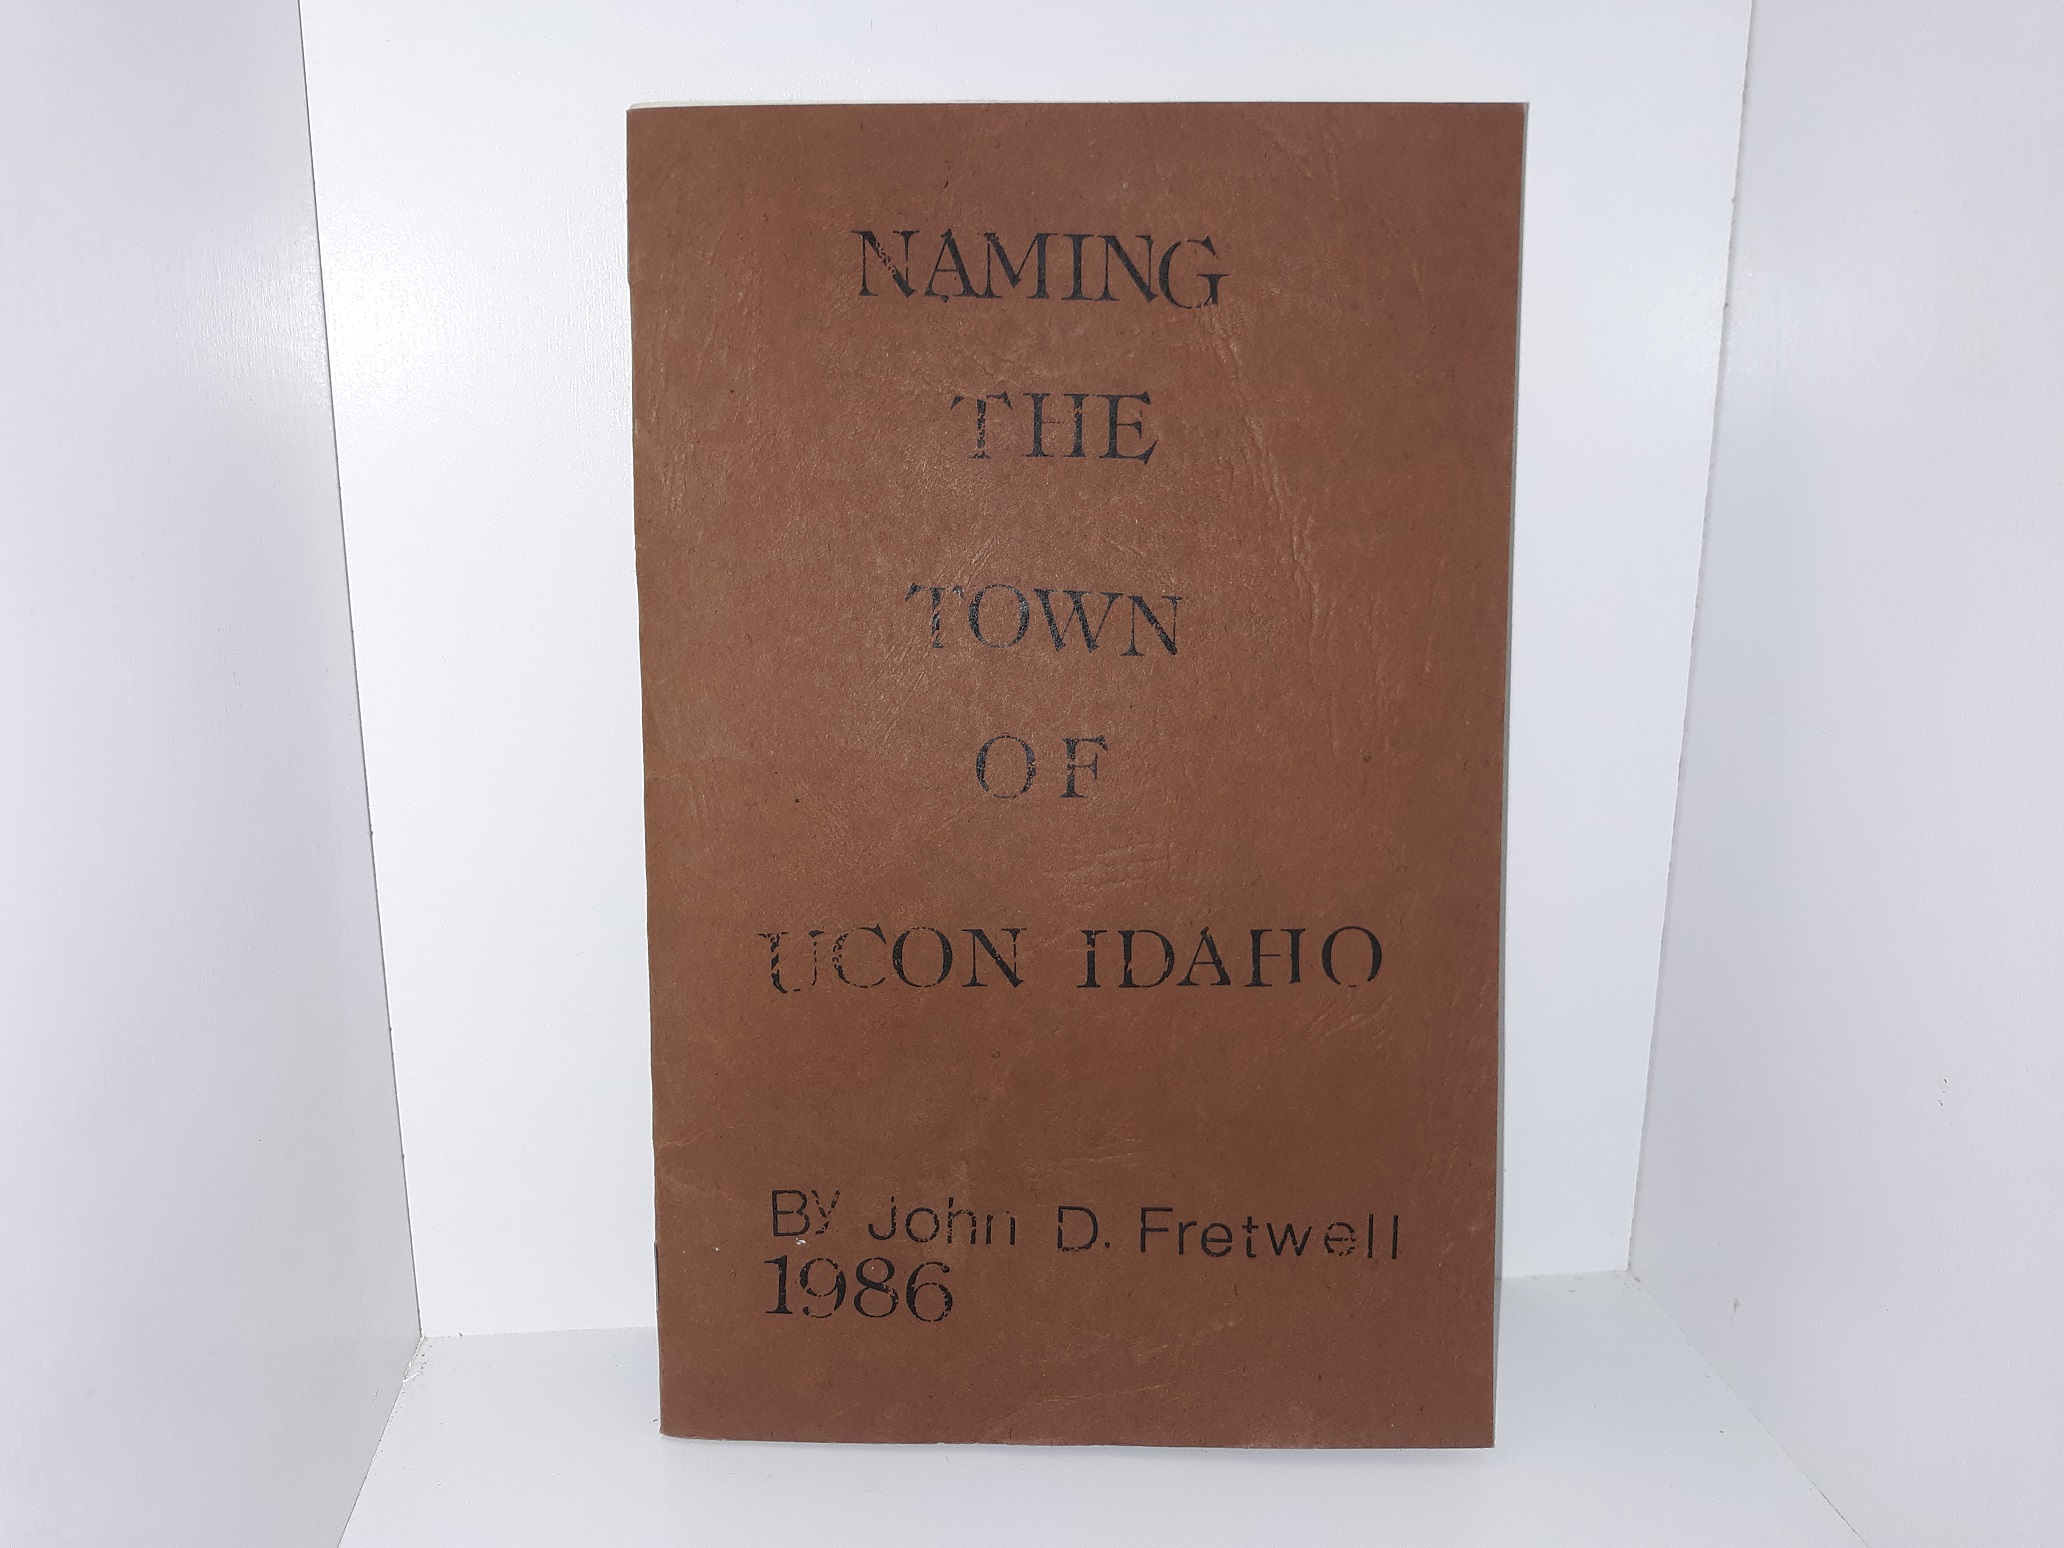 NAMING
THE
TOWN
OF
UCON IDAHO
By John D. Fretwell
1986